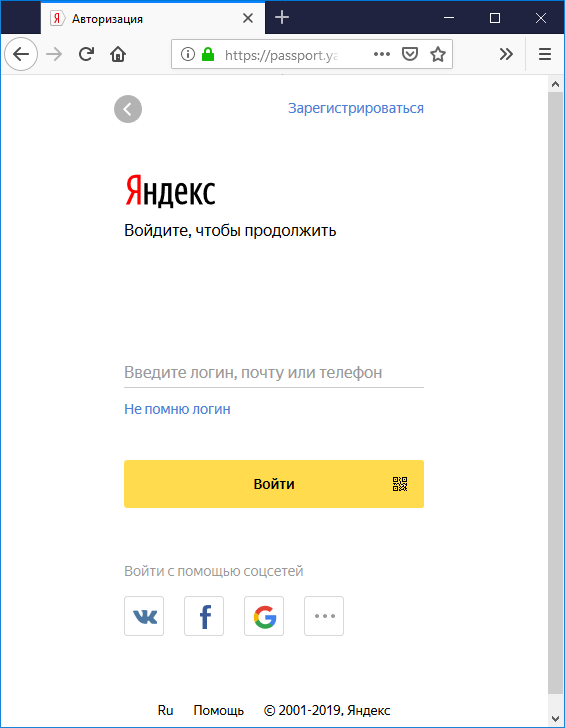 Авторизация
https://passport.ya
Зарегистрироваться
Яндекс
Войдите, чтобы продолжить
Введите логин, почту или телефон
Не помню логин
Войти
Войти с помощью соцсетей
Ru Помощь © 2001-2019, Яндекс